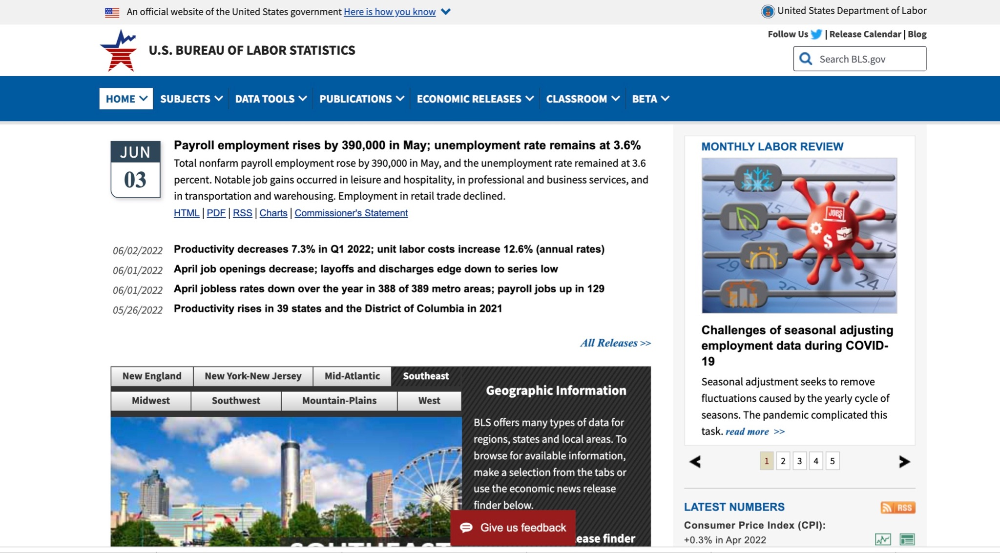 An official website of the United States government Here is how you know
United States Department of Labor
Follow Us | Release Calendar | Blog
U.S. BUREAU OF LABOR STATISTICS
Search BLS.gov
HOME SUBJECTS DATA TOOLS PUBLICATIONS ECONOMIC RELEASES CLASSROOM BETA
JUN
03
Payroll employment rises by 390,000 in May; unemployment rate remains at 3.6%
Total nonfarm payroll employment rose by 390,000 in May, and the unemployment rate remained at 3.6
percent. Notable job gains occurred in leisure and hospitality, in professional and business services, and
in transportation and warehousing. Employment in retail trade declined.
HTML | PDF | RSS | Charts | Commissioner's Statement
06/02/2022 Productivity decreases 7.3% in Q1 2022; unit labor costs increase 12.6% (annual rates)
06/01/2022 April job openings decrease; layoffs and discharges edge down to series low
06/01/2022 April jobless rates down over the year in 388 of 389 metro areas; payroll jobs up in 129
05/26/2022 Productivity rises in 39 states and the District of Columbia in 2021
All Releases >>
New England New York-New Jersey Mid-Atlantic Southeast
Midwest Southwest Mountain-Plains West
SOUTHEAST
Geographic Information
BLS offers many types of data for
regions, states and local areas. To
browse for available information,
make a selection from the tabs or
use the economic news release
finder below.
Give us feedback
ease finder
MONTHLY LABOR REVIEW
1
14
15
22
17
29
25
30
24
JOBS
$
Challenges of seasonal adjusting
employment data during COVID-
19
Seasonal adjustment seeks to remove
fluctuations caused by the yearly cycle of
seasons. The pandemic complicated this
task. read more >>
1 2 3 4 5
LATEST NUMBERS
RSS
Consumer Price Index (CPI):
+0.3% in Apr 2022